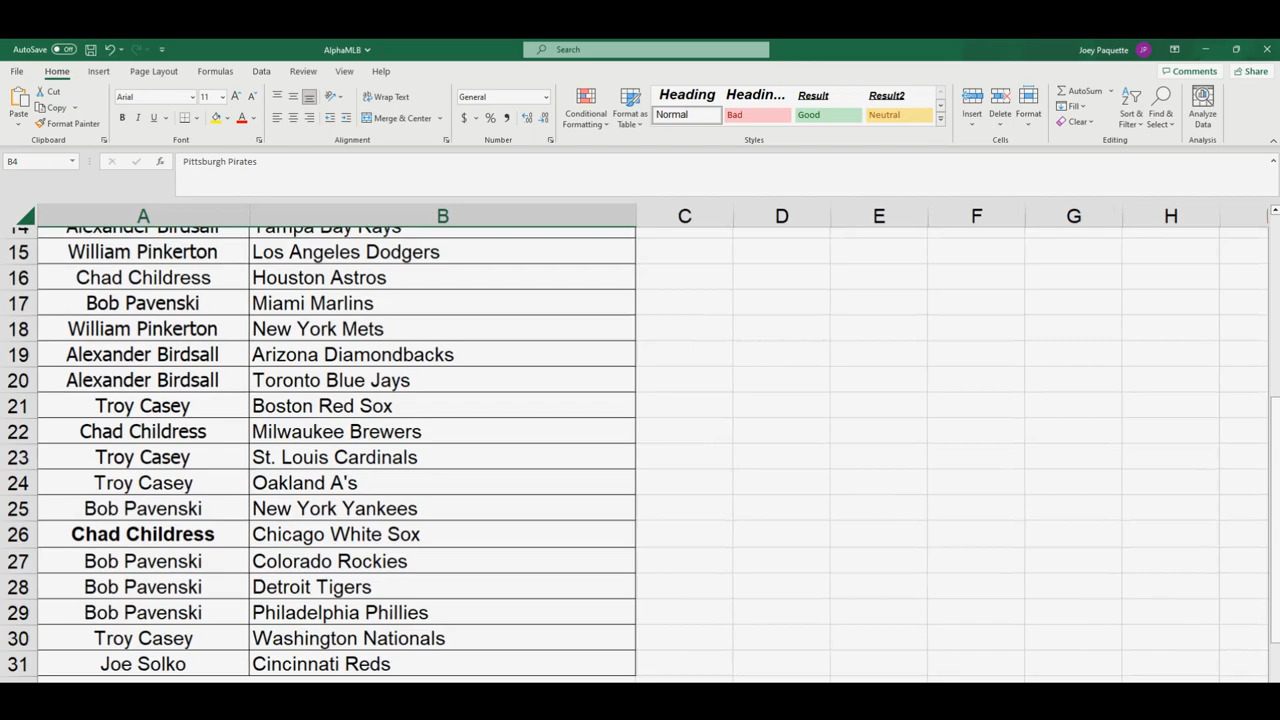 AutoSave Off AlphaMLB Search Joey Paquette JP
File Home Insert Page Layout Formulas Data Review View Help Comments Share
Cut Arial 11 Wrap Text General Heading Headin... Result Result2 AutoSum
Paste Copy Conditional Format as Insert Delete Format Fill Sort & Find & Analyze
Format Painter B I U A Merge & Center $ % , Formatting Table Normal Bad Good Neutral Clear Filter Select Data
Clipboard Font Alignment Number Styles Cells Editing Analysis
B4 fx Pittsburgh Pirates
A B C D E F G H
14 Alexander Birdsall Tampa Bay Rays
15 William Pinkerton Los Angeles Dodgers
16 Chad Childress Houston Astros
17 Bob Pavenski Miami Marlins
18 William Pinkerton New York Mets
19 Alexander Birdsall Arizona Diamondbacks
20 Alexander Birdsall Toronto Blue Jays
21 Troy Casey Boston Red Sox
22 Chad Childress Milwaukee Brewers
23 Troy Casey St. Louis Cardinals
24 Troy Casey Oakland A's
25 Bob Pavenski New York Yankees
26 Chad Childress Chicago White Sox
27 Bob Pavenski Colorado Rockies
28 Bob Pavenski Detroit Tigers
29 Bob Pavenski Philadelphia Phillies
30 Troy Casey Washington Nationals
31 Joe Solko Cincinnati Reds